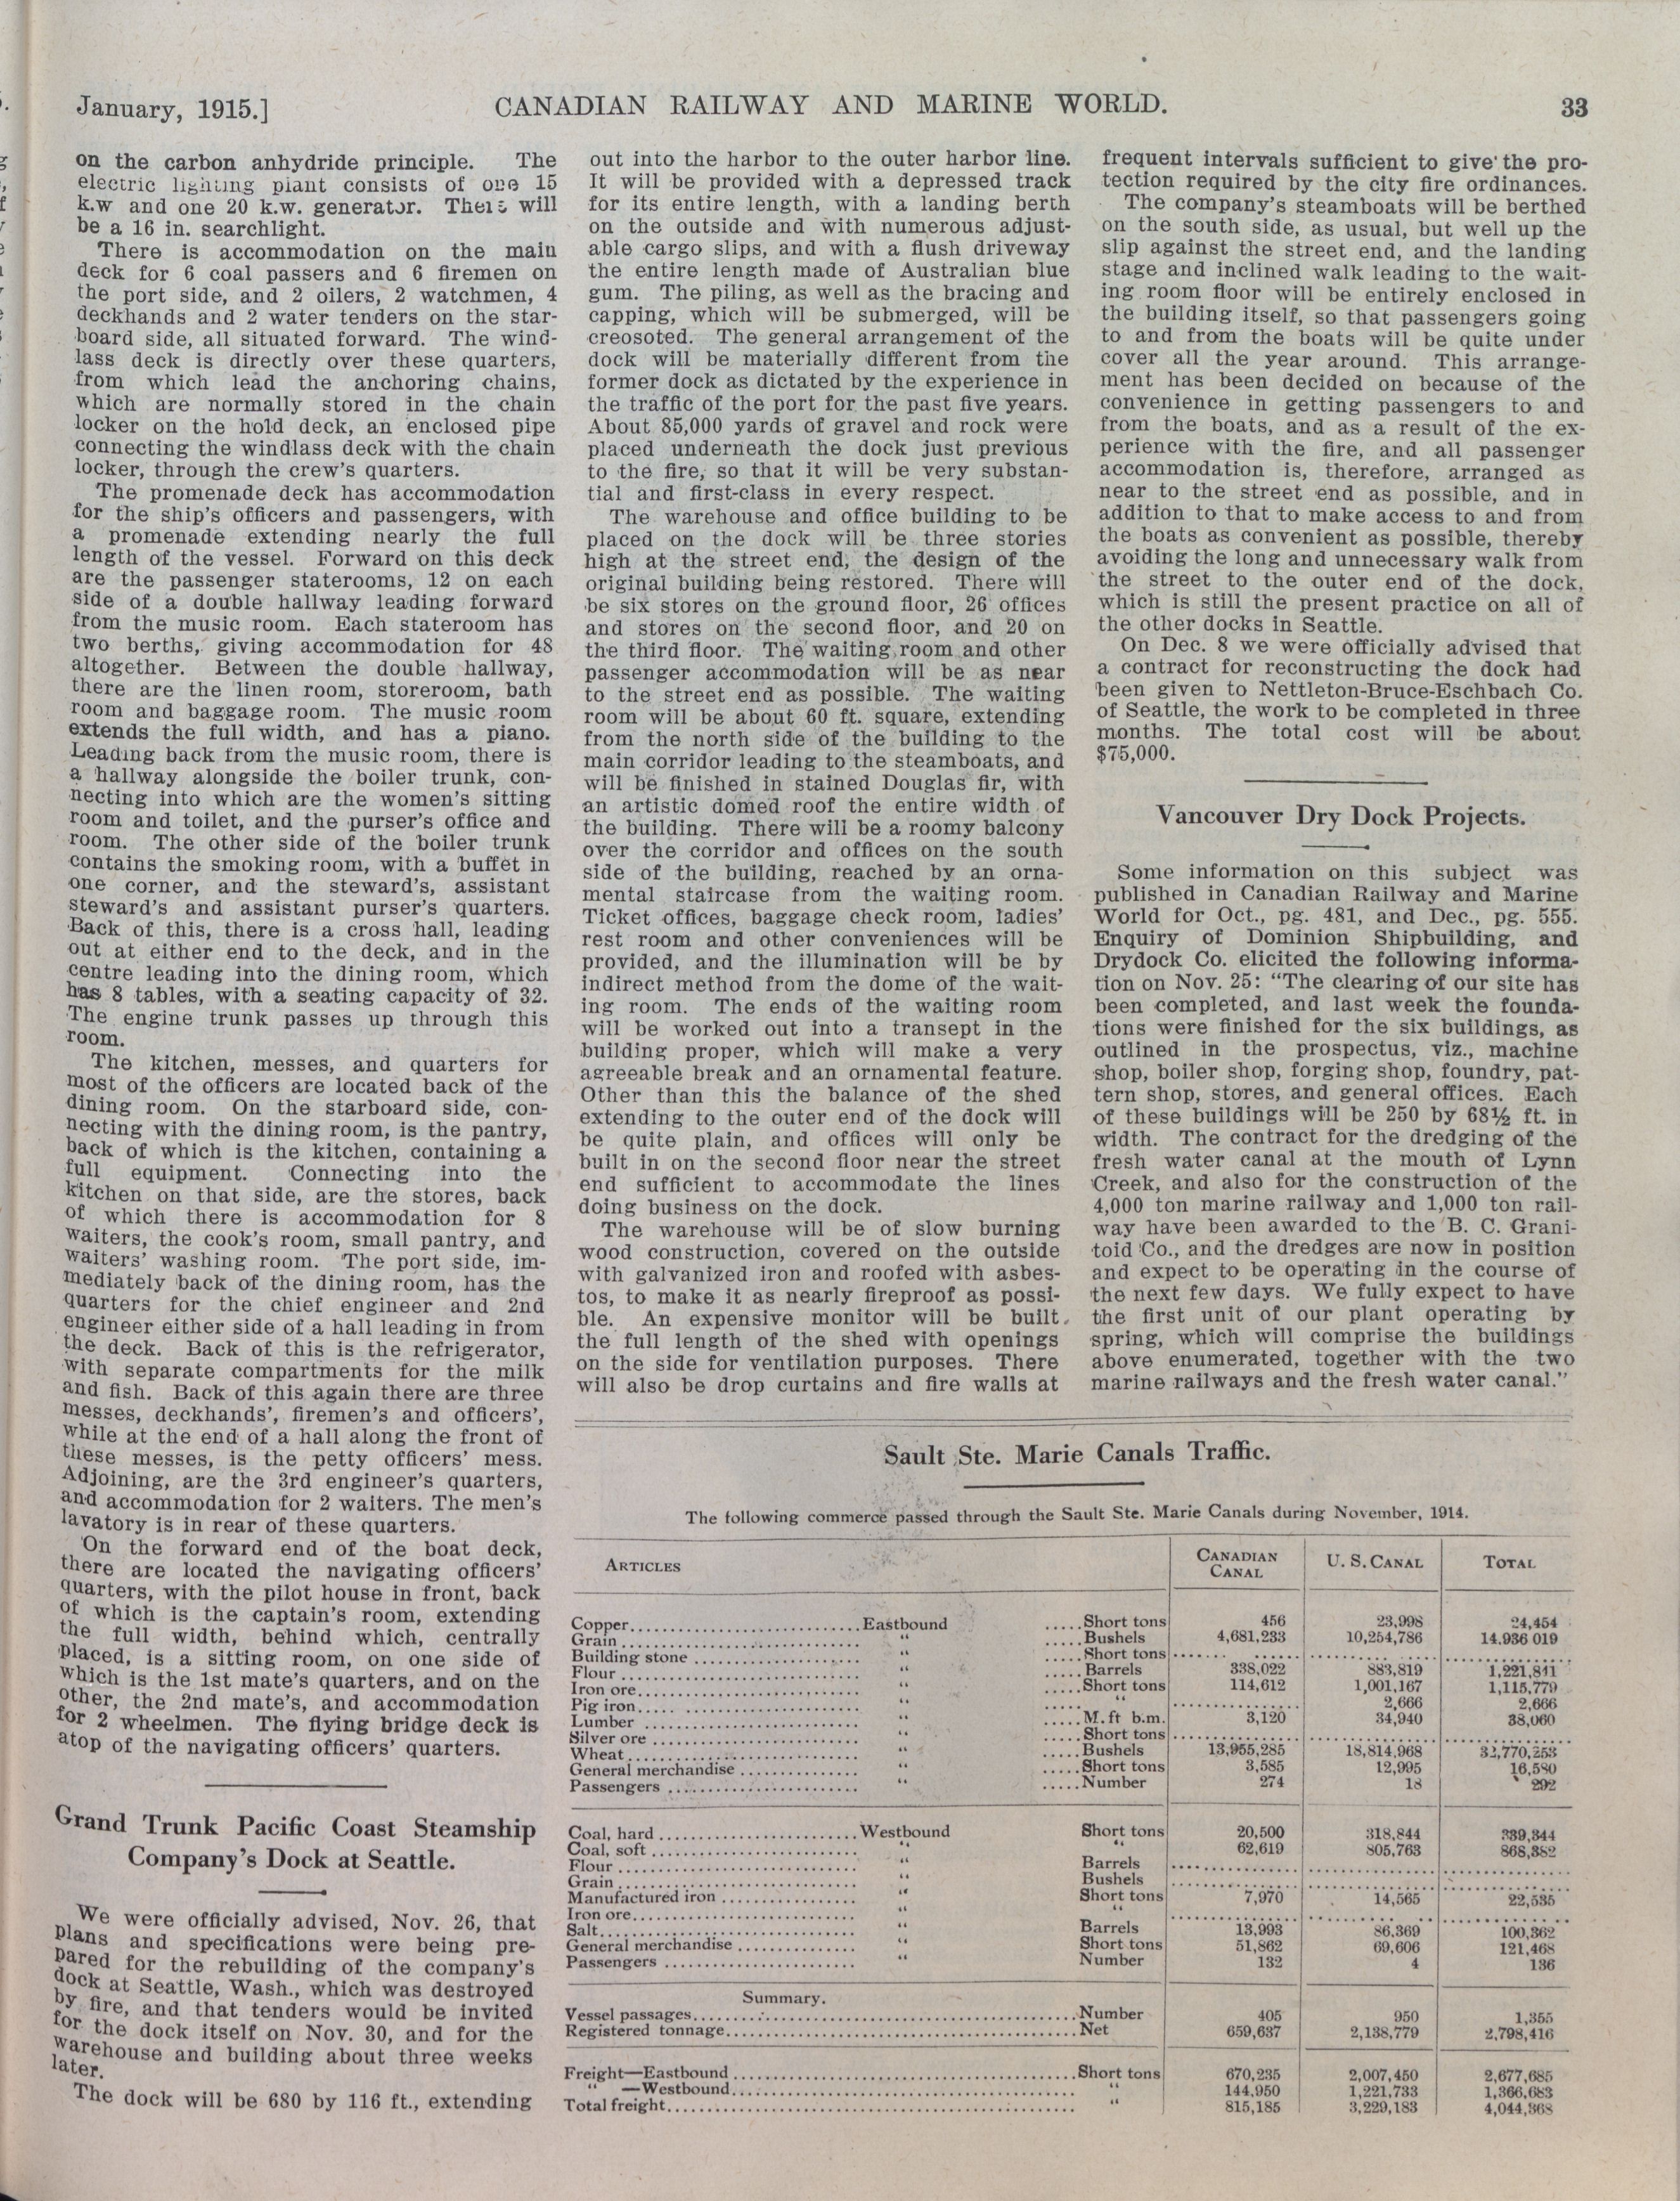 January, 1915.]
CANADIAN RAILWAY AND MARINE WORLD.
33
on the carbon anhydride principle. The
electric lighting plant consists of one 15
k.w and one 20 k.w. generator. There will
be a 16 in. searchlight.
There is accommodation on the main
deck for 6 coal passers and 6 firemen on
the port side, and 2 oilers, 2 watchmen, 4
deckhands and 2 water tenders on the star-
board side, all situated forward. The wind-
lass deck is directly over these quarters,
from which lead the anchoring chains,
which are normally stored in the chain
locker on the hold deck, an enclosed pipe
connecting the windlass deck with the chain
locker, through the crew's quarters.
The promenade deck has accommodation
for the ship's officers and passengers, with
a promenade extending nearly the full
length of the vessel. Forward on this deck
are the passenger staterooms, 12 on each
side of a double hallway leading forward
from the music room. Each stateroom has
two berths, giving accommodation for 48
altogether. Between the double hallway,
there are the linen room, storeroom, bath
room and baggage room. The music room
extends the full width, and has a piano.
Leading back from the music room, there is
a hallway alongside the boiler trunk, con-
necting into which are the women's sitting
room and toilet, and the purser's office and
room. The other side of the boiler trunk
contains the smoking room, with a buffet in
one corner, and the steward's, assistant
steward's and assistant purser's quarters.
Back of this, there is a cross hall, leading
out at either end to the deck, and in the
centre leading into the dining room, which
has 8 tables, with a seating capacity of 32.
The engine trunk passes up through this
room.
The kitchen, messes, and quarters for
most of the officers are located back of the
dining room. On the starboard side, con-
necting with the dining room, is the pantry,
back of which is the kitchen, containing a
full equipment. Connecting into the
kitchen on that side, are the stores, back
of which there is accommodation for 8
waiters, the cook's room, small pantry, and
waiters' washing room. The port side, im-
mediately back of the dining room, has the
quarters for the chief engineer and 2nd
engineer either side of a hall leading in from
the deck. Back of this is the refrigerator,
with separate compartments for the milk
and fish. Back of this again there are three
messes, deckhands', firemen's and officers',
while at the end of a hall along the front of
these messes, is the petty officers' mess.
Adjoining, are the 3rd engineer's quarters,
and accommodation for 2 waiters. The men's
lavatory is in rear of these quarters.
On the forward end of the boat deck,
there are located the navigating officers'
quarters, with the pilot house in front, back
of which is the captain's room, extending
the full width, behind which, centrally
placed, is a sitting room, on one side of
which is the 1st mate's quarters, and on the
other, the 2nd mate's, and accommodation
for 2 wheelmen. The flying bridge deck is
atop of the navigating officers' quarters.
Grand Trunk Pacific Coast Steamship
Company's Dock at Seattle.
We were officially advised, Nov. 26, that
plans and specifications were being pre-
pared for the rebuilding of the company's
dock at Seattle, Wash., which was destroyed
by fire, and that tenders would be invited
for the dock itself on Nov. 30, and for the
warehouse and building about three weeks
later.
The dock will be 680 by 116 ft., extending
out into the harbor to the outer harbor line.
It will be provided with a depressed track
for its entire length, with a landing berth
on the outside and with numerous adjust-
able cargo slips, and with a flush driveway
the entire length made of Australian blue
gum. The piling, as well as the bracing and
capping, which will be submerged, will be
creosoted. The general arrangement of the
dock will be materially different from the
former dock as dictated by the experience in
the traffic of the port for the past five years.
About 85,000 yards of gravel and rock were
placed underneath the dock just previous
to the fire, so that it will be very substan-
tial and first-class in every respect.
The warehouse and office building to be
placed on the dock will be three stories
high at the street end, the design of the
original building being restored. There will
be six stores on the ground floor, 26 offices
and stores on the second floor, and 20 on
the third floor. The waiting room and other
passenger accommodation will be as near
to the street end as possible. The waiting
room will be about 60 ft. square, extending
from the north side of the building to the
main corridor leading to the steamboats, and
will be finished in stained Douglas fir, with
an artistic domed roof the entire width of
the building. There will be a roomy balcony
over the corridor and offices on the south
side of the building, reached by an orna-
mental staircase from the waiting room.
Ticket offices, baggage check room, ladies'
rest room and other conveniences will be
provided, and the illumination will be by
indirect method from the dome of the wait-
ing room. The ends of the waiting room
will be worked out into a transept in the
building proper, which will make a very
agreeable break and an ornamental feature.
Other than this the balance of the shed
extending to the outer end of the dock will
be quite plain, and offices will only be
built in on the second floor near the street
end sufficient to accommodate the lines
doing business on the dock.
The warehouse will be of slow burning
wood construction, covered on the outside
with galvanized iron and roofed with asbes-
tos, to make it as nearly fireproof as possi-
ble. An expensive monitor will be built
the full length of the shed with openings
on the side for ventilation purposes. There
will also be drop curtains and fire walls at
frequent intervals sufficient to give the pro-
tection required by the city fire ordinances.
The company's steamboats will be berthed
on the south side, as usual, but well up the
slip against the street end, and the landing
stage and inclined walk leading to the wait-
ing room floor will be entirely enclosed in
the building itself, so that passengers going
to and from the boats will be quite under
cover all the year around. This arrange-
ment has been decided on because of the
convenience in getting passengers to and
from the boats, and as a result of the ex-
perience with the fire, and all passenger
accommodation is, therefore, arranged as
near to the street end as possible, and in
addition to that to make access to and from
the boats as convenient as possible, thereby
avoiding the long and unnecessary walk from
the street to the outer end of the dock,
which is still the present practice on all of
the other docks in Seattle.
On Dec. 8 we were officially advised that
a contract for reconstructing the dock had
been given to Nettleton-Bruce-Eschbach Co.
of Seattle, the work to be completed in three
months. The total cost will be about
$75,000.
Vancouver Dry Dock Projects.
Some information on this subject was
published in Canadian Railway and Marine
World for Oct., pg. 481, and Dec., pg. 555.
Enquiry of Dominion Shipbuilding, and
Drydock Co. elicited the following informa-
tion on Nov. 25: "The clearing of our site has
been completed, and last week the founda-
tions were finished for the six buildings, as
outlined in the prospectus, viz., machine
shop, boiler shop, forging shop, foundry, pat-
tern shop, stores, and general offices. Each
of these buildings will be 250 by 68½ ft. in
width. The contract for the dredging of the
fresh water canal at the mouth of Lynn
Creek, and also for the construction of the
4,000 ton marine railway and 1,000 ton rail-
way have been awarded to the B. C. Grani-
toid Co., and the dredges are now in position
and expect to be operating in the course of
the next few days. We fully expect to have
the first unit of our plant operating by
spring, which will comprise the buildings
above enumerated, together with the two
marine railways and the fresh water canal."
Sault Ste. Marie Canals Traffic.
The following commerce passed through the Sault Ste. Marie Canals during November, 1914.
ARTICLES CANADIAN CANAL U. S. CANAL TOTAL
Copper Eastbound Short tons 456 23,998 24,454
Grain " Bushels 4,681,233 10,254,786 14.936 019
Building stone " Short tons
Flour " Barrels 338,022 883,819 1,221,811
Iron ore " Short tons 114,612 1,001,167 1,115,779
Pig iron " " 2,666 2,666
Lumber " M.ft b.m. 3,120 34,940 38,060
Silver ore " Short tons
Wheat " Bushels 13,955,285 18,814,968 32,770,253
General merchandise " Short tons 3,585 12,995 16,580
Passengers " Number 274 18 292
Coal, hard Westbound Short tons 20,500 318,844 339,344
Coal, soft " " 62,619 805,763 868,382
Flour " Barrels
Grain " Bushels
Manufactured iron " Short tons 7,970 14,565 22,535
Iron ore " "
Salt " Barrels 13,993 86,369 100,362
General merchandise " Short tons 51,862 69,606 121,468
Passengers " Number 132 4 136
Summary.
Vessel passages Number 405 950 1,355
Registered tonnage Net 659,637 2,138,779 2,798,416
Freight—Eastbound Short tons 670,235 2,007,450 2,677,685
" —Westbound " 144,950 1,221,733 1,366,683
Total freight " 815,185 3,229,183 4,044,368